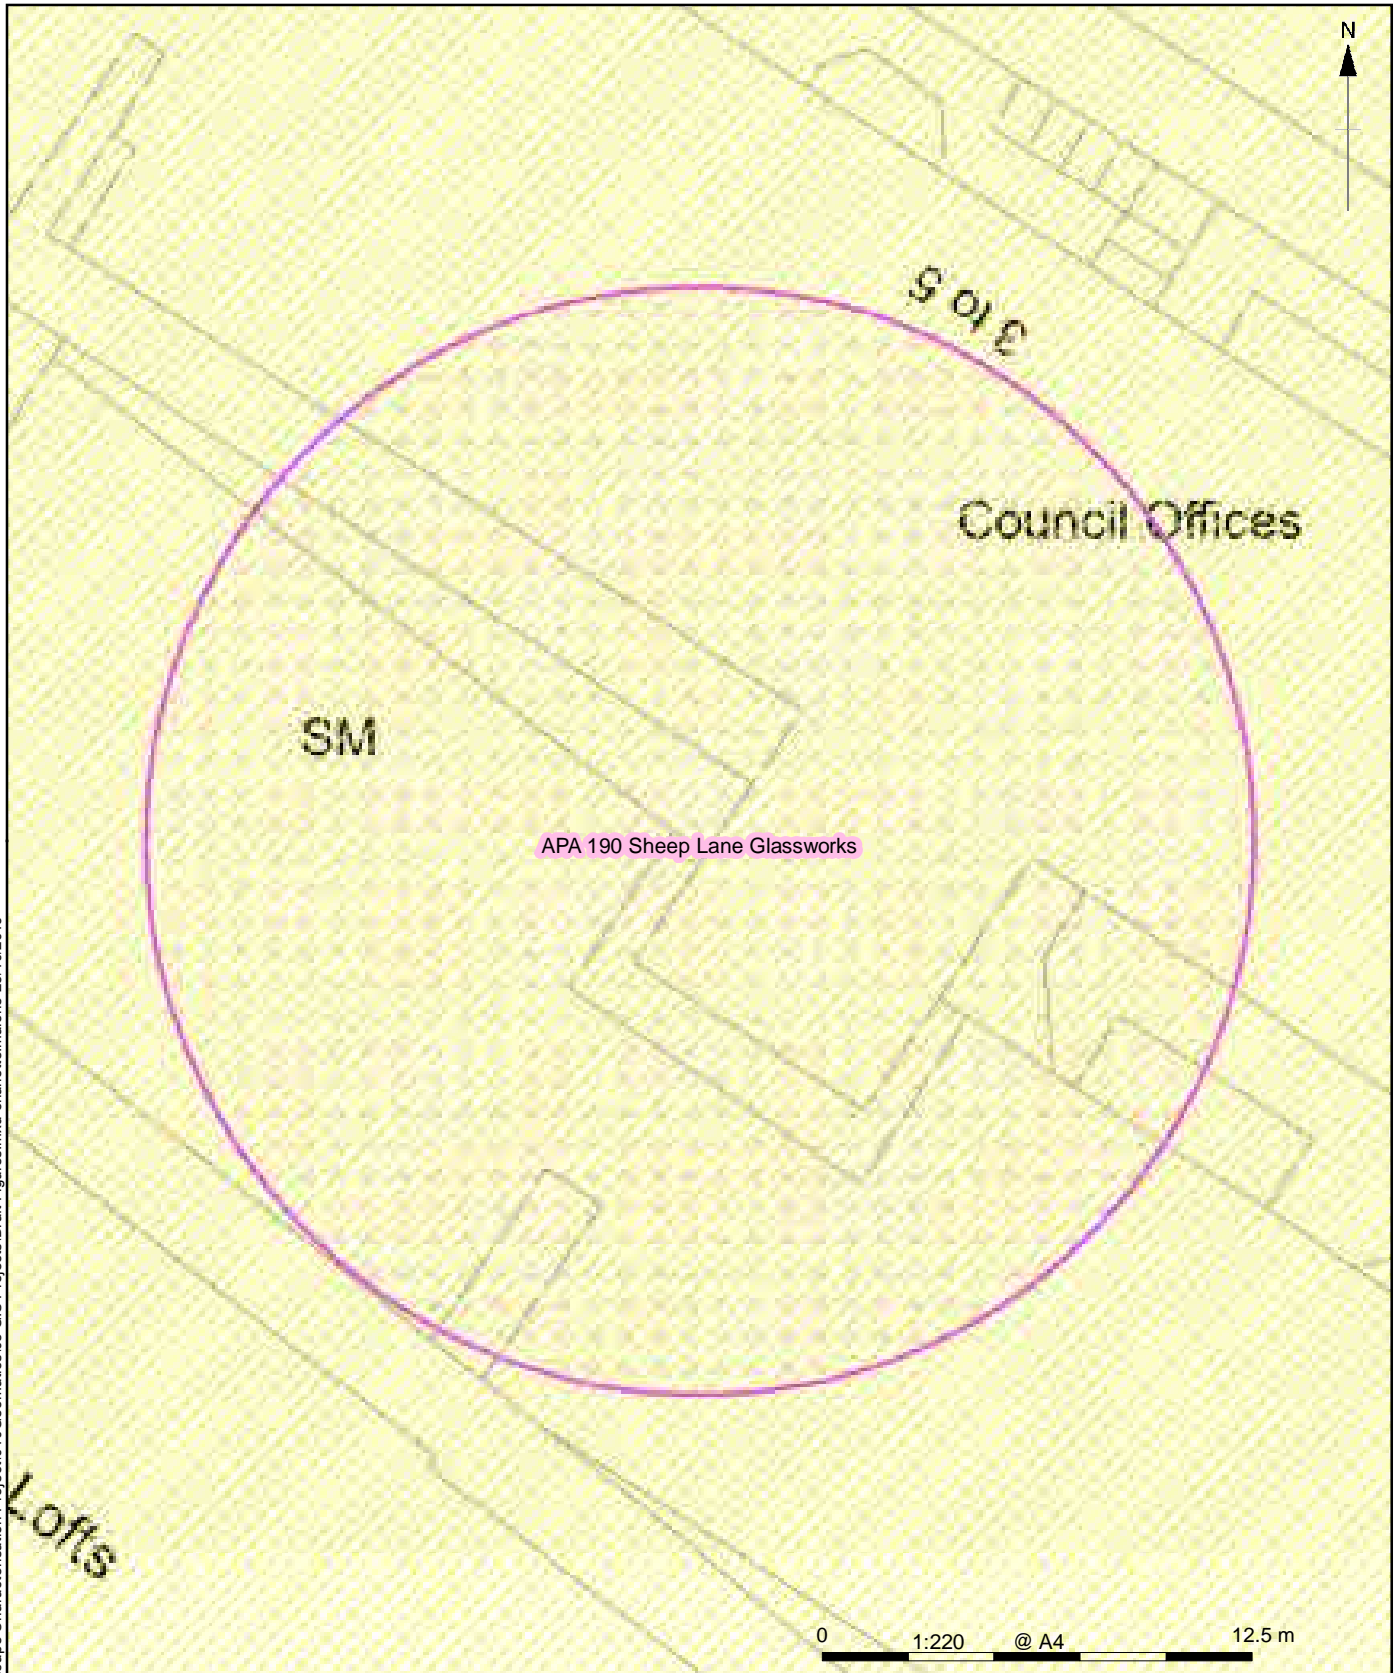 N
3 to 5
Council Offices
SM
APA 190 Sheep Lane Glassworks
Lofts
0 1:220 @ A4 12.5 m